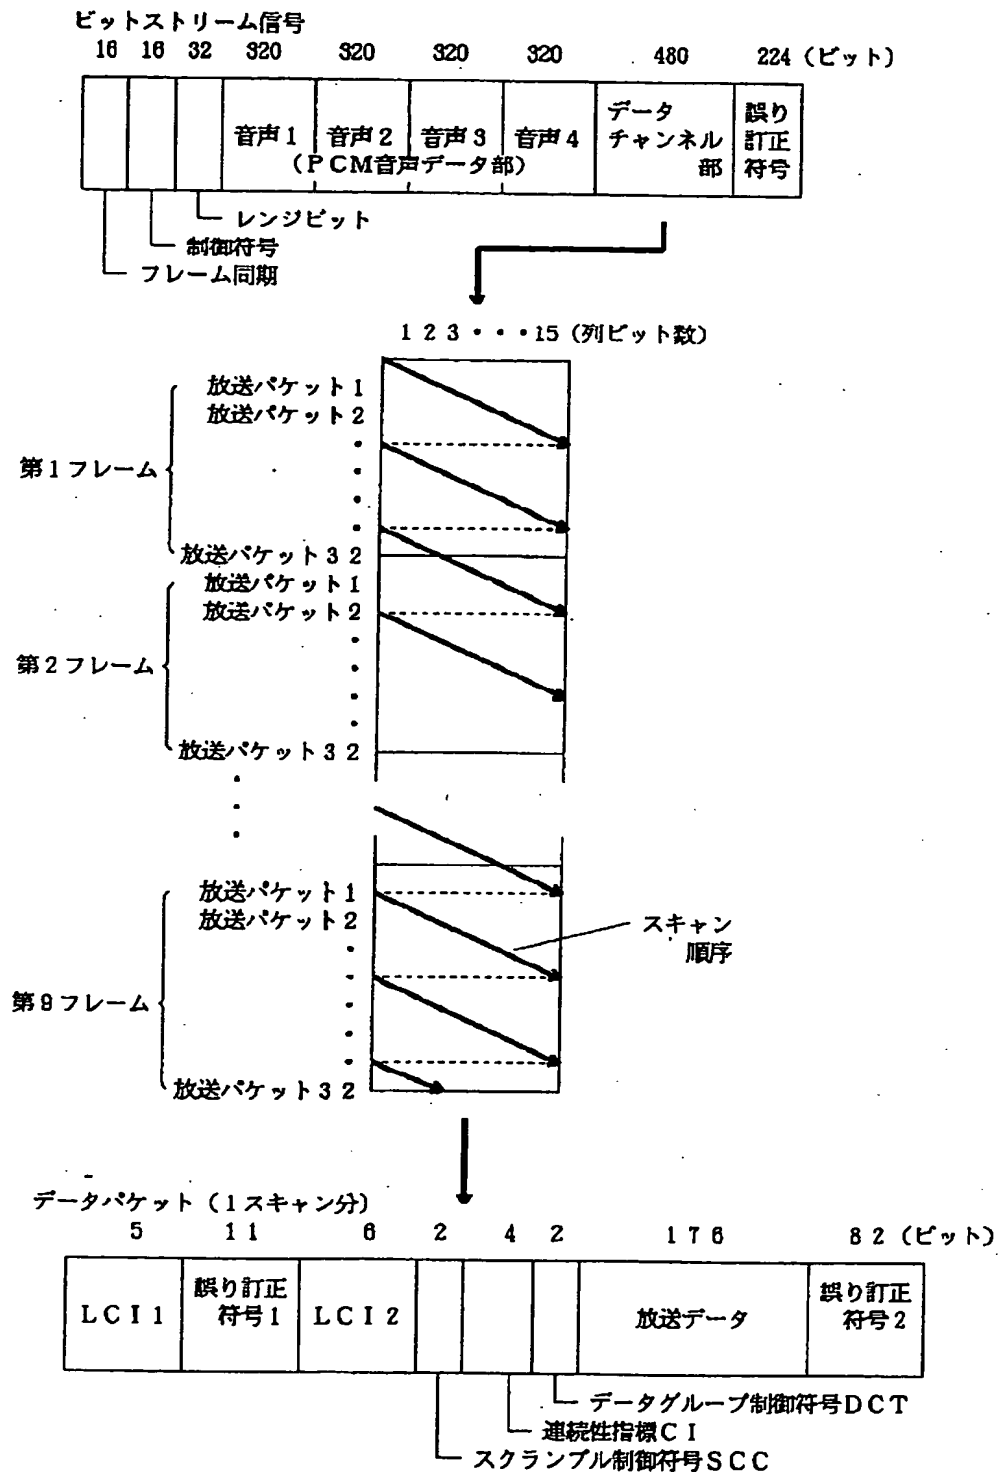 ビットストリーム信号
16 16 32 320 320 320 320 480 224 (ビット)
音声1 音声2 音声3 音声4
(PCM音声データ部)
データ
チャンネル
部
誤り
訂正
符号
レンジビット
制御符号
フレーム同期
1 2 3 ・・・15 (列ビット数)
放送パケット1
放送パケット2
・
・
・
・
第1フレーム
放送パケット32
放送パケット1
放送パケット2
・
第2フレーム
・
・
・
放送パケット32
・
・
・
放送パケット1
放送パケット2
スキャン
順序
・
・
第9フレーム
・
・
・
放送パケット32
データパケット(1スキャン分)
5 11 6 2 4 2 176 82 (ビット)
LCI1
誤り訂正
符号1
LCI2
放送データ
誤り訂正
符号2
データグループ制御符号DCT
連続性指標CI
スクランブル制御符号SCC